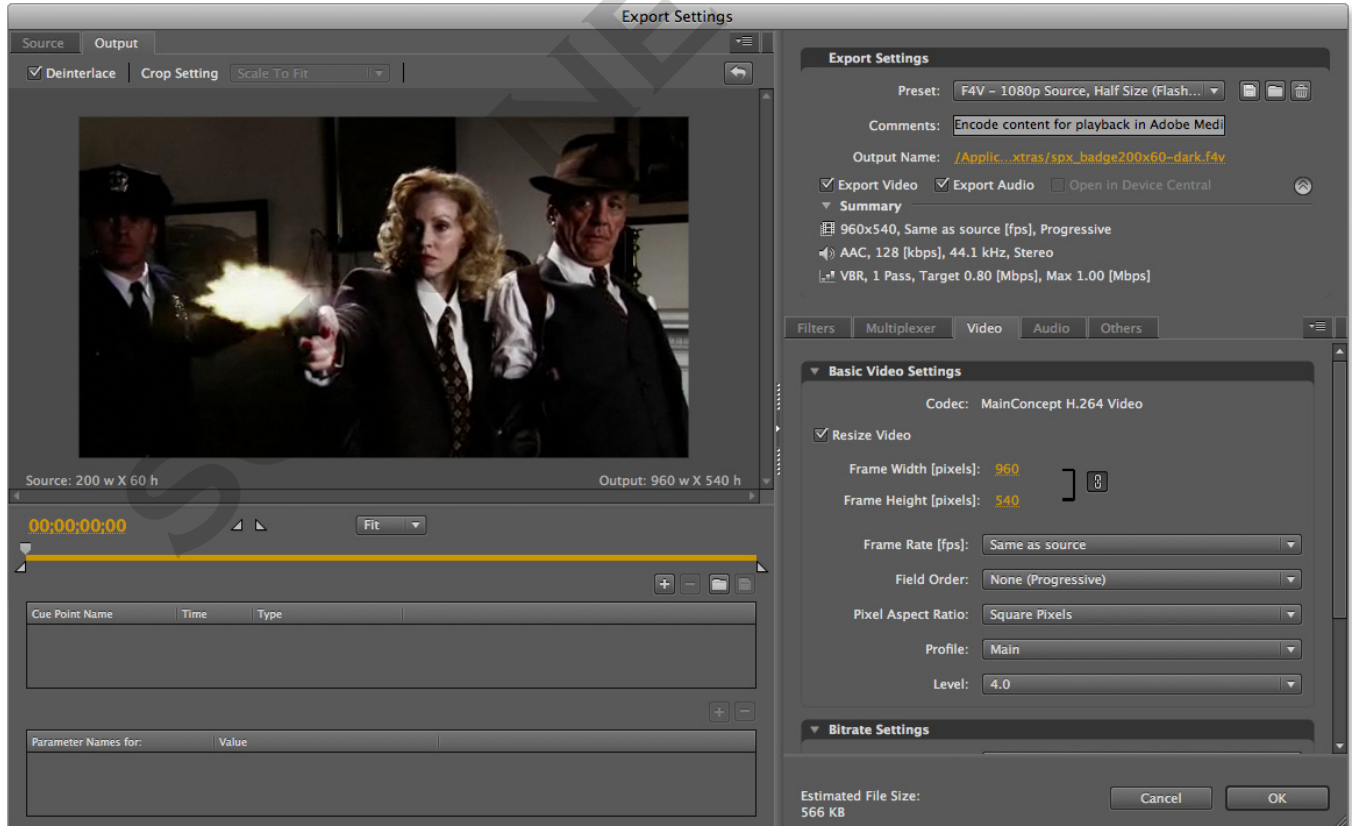 Export Settings
Source Output
Deinterlace Crop Setting Scale To Fit
Source: 200 w X 60 h Output: 960 w X 540 h
00;00;00;00 Fit
Cue Point Name Time Type
Parameter Names for: Value
Export Settings
Preset: F4V – 1080p Source, Half Size (Flash...
Comments: Encode content for playback in Adobe Medi
Output Name: /Applic...xtras/spx_badge200x60-dark.f4v
Export Video Export Audio Open in Device Central
Summary
960x540, Same as source [fps], Progressive
AAC, 128 [kbps], 44.1 kHz, Stereo
VBR, 1 Pass, Target 0.80 [Mbps], Max 1.00 [Mbps]
Filters Multiplexer Video Audio Others
Basic Video Settings
Codec: MainConcept H.264 Video
Resize Video
Frame Width [pixels]: 960
Frame Height [pixels]: 540
Frame Rate [fps]: Same as source
Field Order: None (Progressive)
Pixel Aspect Ratio: Square Pixels
Profile: Main
Level: 4.0
Bitrate Settings
Estimated File Size:
566 KB
Cancel OK